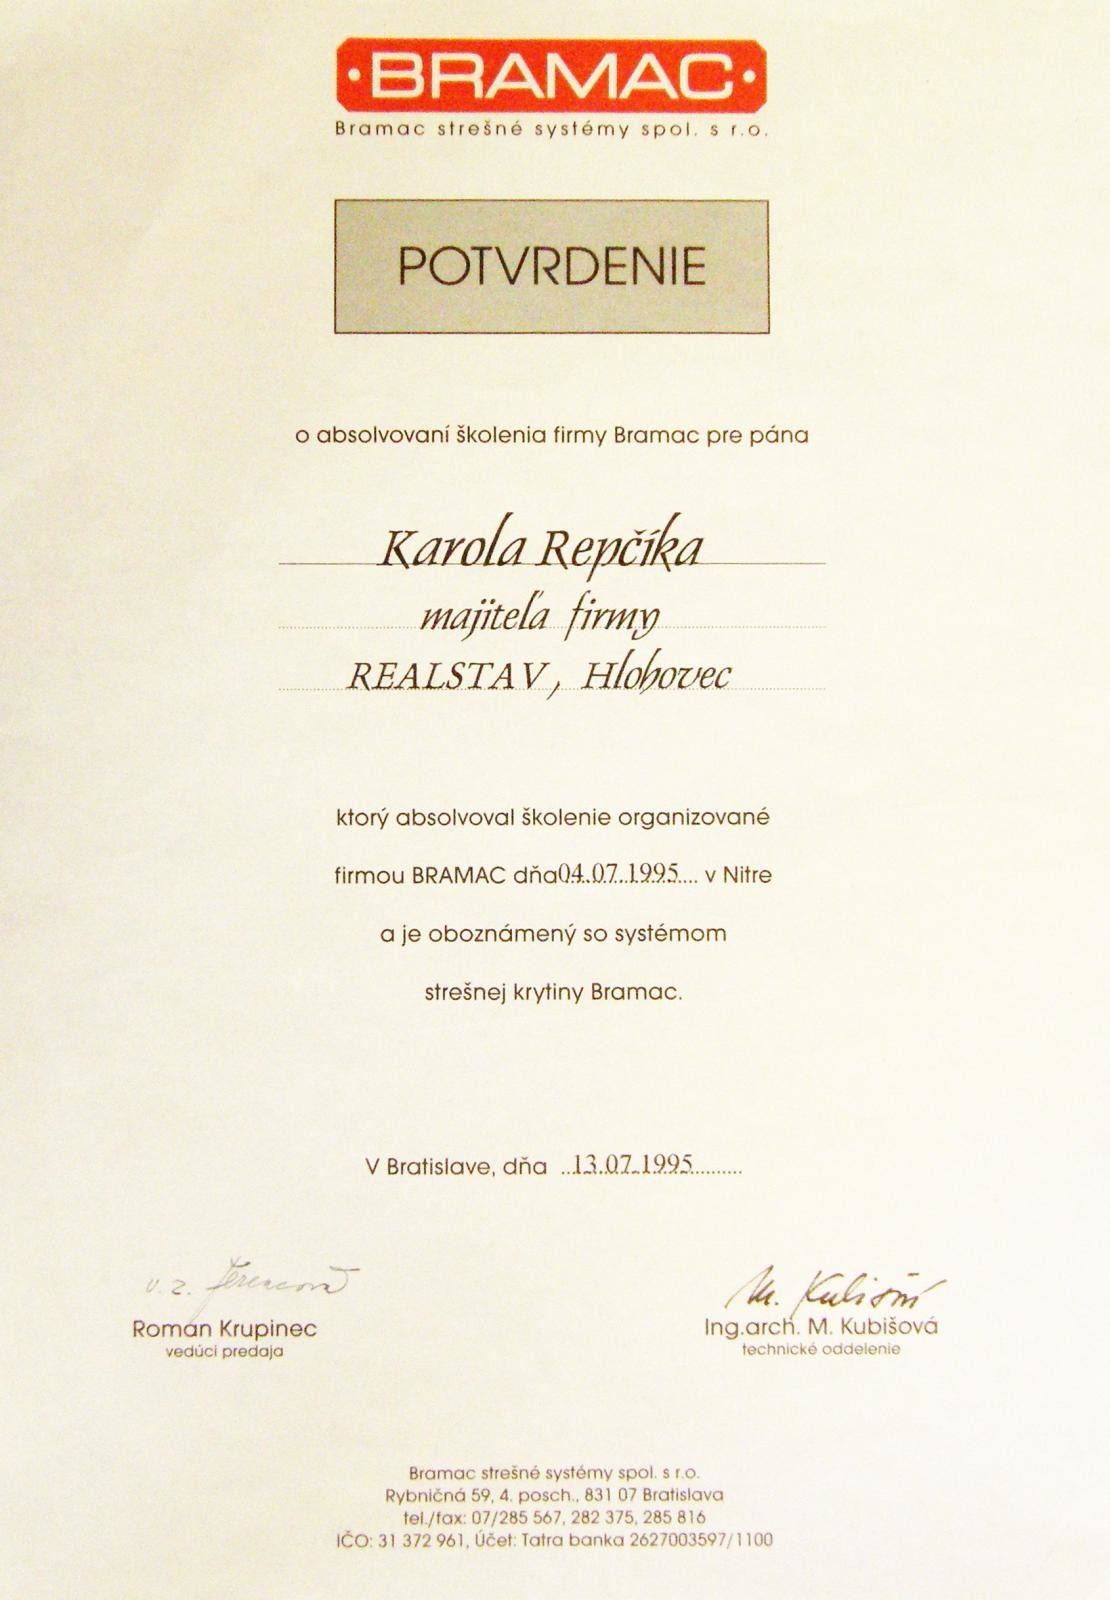 BRAMAC
Bramac strešné systémy spol. s r.o.
POTVRDENIE
o absolvovaní školenia firmy Bramac pre pána
Karola Repčíka
majiteľa firmy
REALSTAV, Hlohovec
ktorý absolvoval školenie organizované
firmou BRAMAC dňa 04.07.1995 v Nitre
a je oboznámený so systémom
strešnej krytiny Bramac.
V Bratislave, dňa 13.07.1995
v. z.
M. Kubišová
Roman Krupinec
vedúci predaja
Ing.arch. M. Kubišová
technické oddelenie
Bramac strešné systémy spol. s r.o.
Rybničná 59, 4. posch., 831 07 Bratislava
tel./fax: 07/285 567, 282 375, 285 816
IČO: 31 372 961, Účet: Tatra banka 2627003597/1100